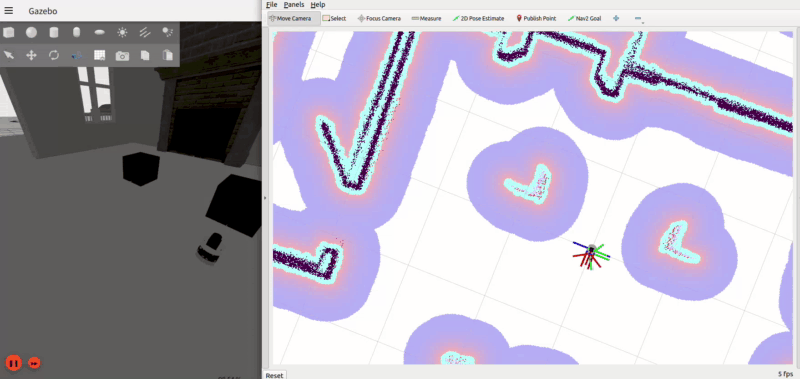 Gazebo
File Panels Help
Move Camera Select Focus Camera Measure 2D Pose Estimate Publish Point Nav2 Goal
Reset
5 fps